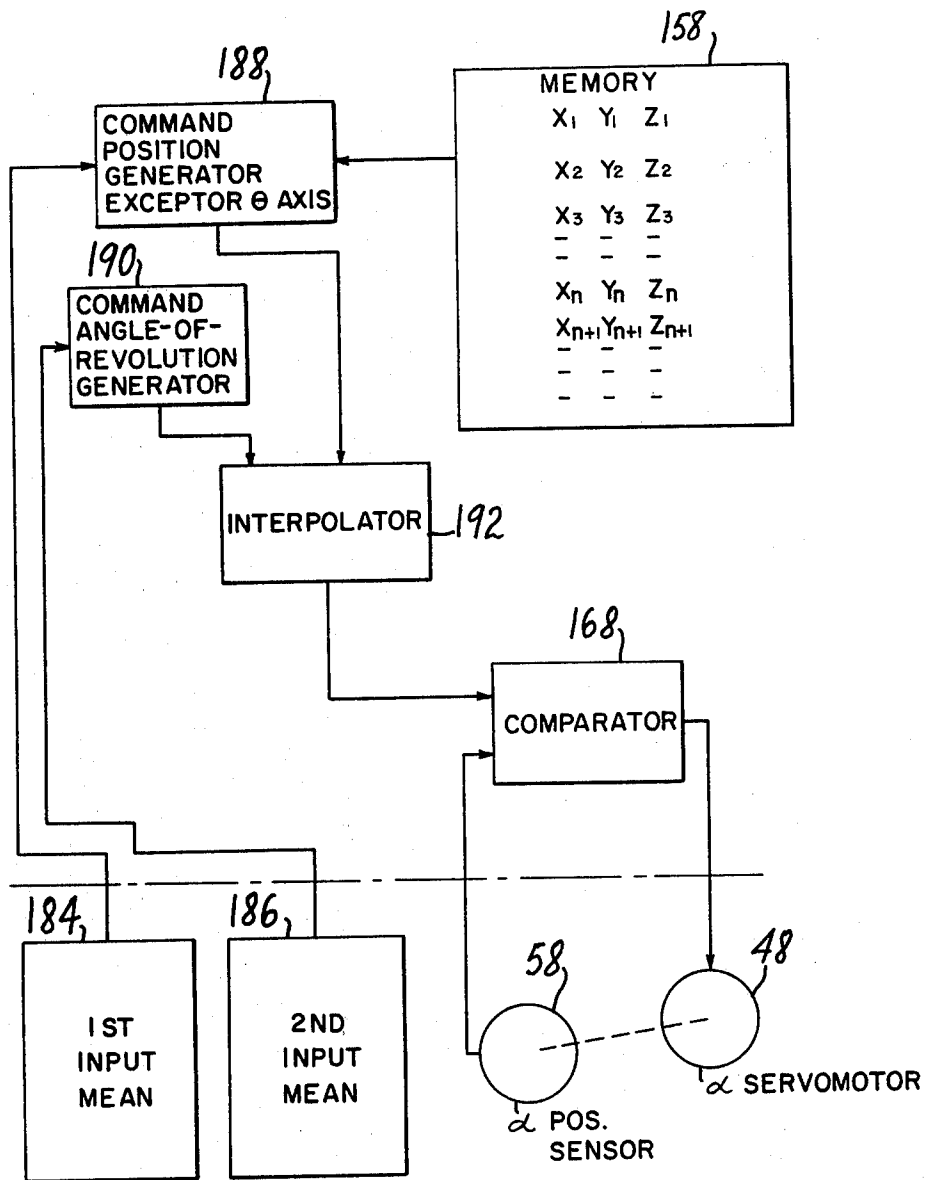 158
MEMORY
X1 Y1 Z1
X2 Y2 Z2
X3 Y3 Z3
– – –
– – –
Xn Yn Zn
Xn+1 Yn+1 Zn+1
– – –
– – –
188
COMMAND
POSITION
GENERATOR
EXCEPTOR θ AXIS
190
COMMAND
ANGLE-OF-
REVOLUTION
GENERATOR
INTERPOLATOR
192
168
COMPARATOR
184
1ST
INPUT
MEAN
186
2ND
INPUT
MEAN
58
α POS.
SENSOR
48
α SERVOMOTOR